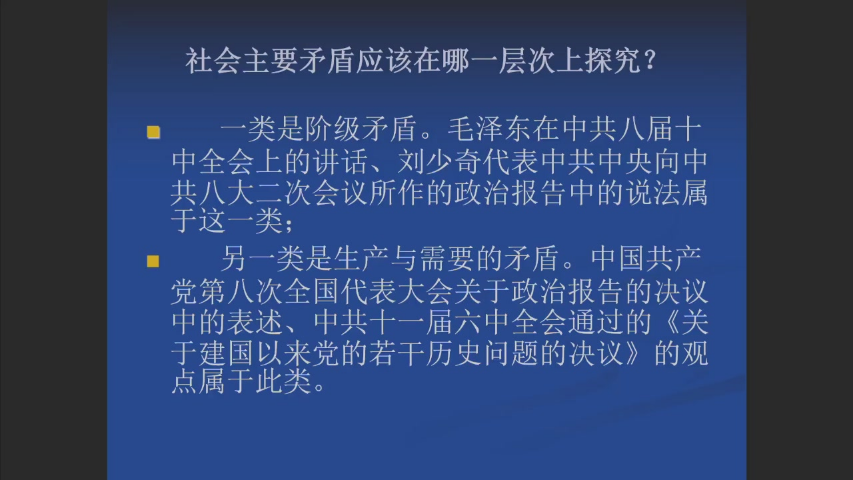 社会主要矛盾应该在哪一层次上探究？
一类是阶级矛盾。毛泽东在中共八届十
中全会上的讲话、刘少奇代表中共中央向中
共八大二次会议所作的政治报告中的说法属
于这一类；
另一类是生产与需要的矛盾。中国共产
党第八次全国代表大会关于政治报告的决议
中的表述、中共十一届六中全会通过的《关
于建国以来党的若干历史问题的决议》的观
点属于此类。